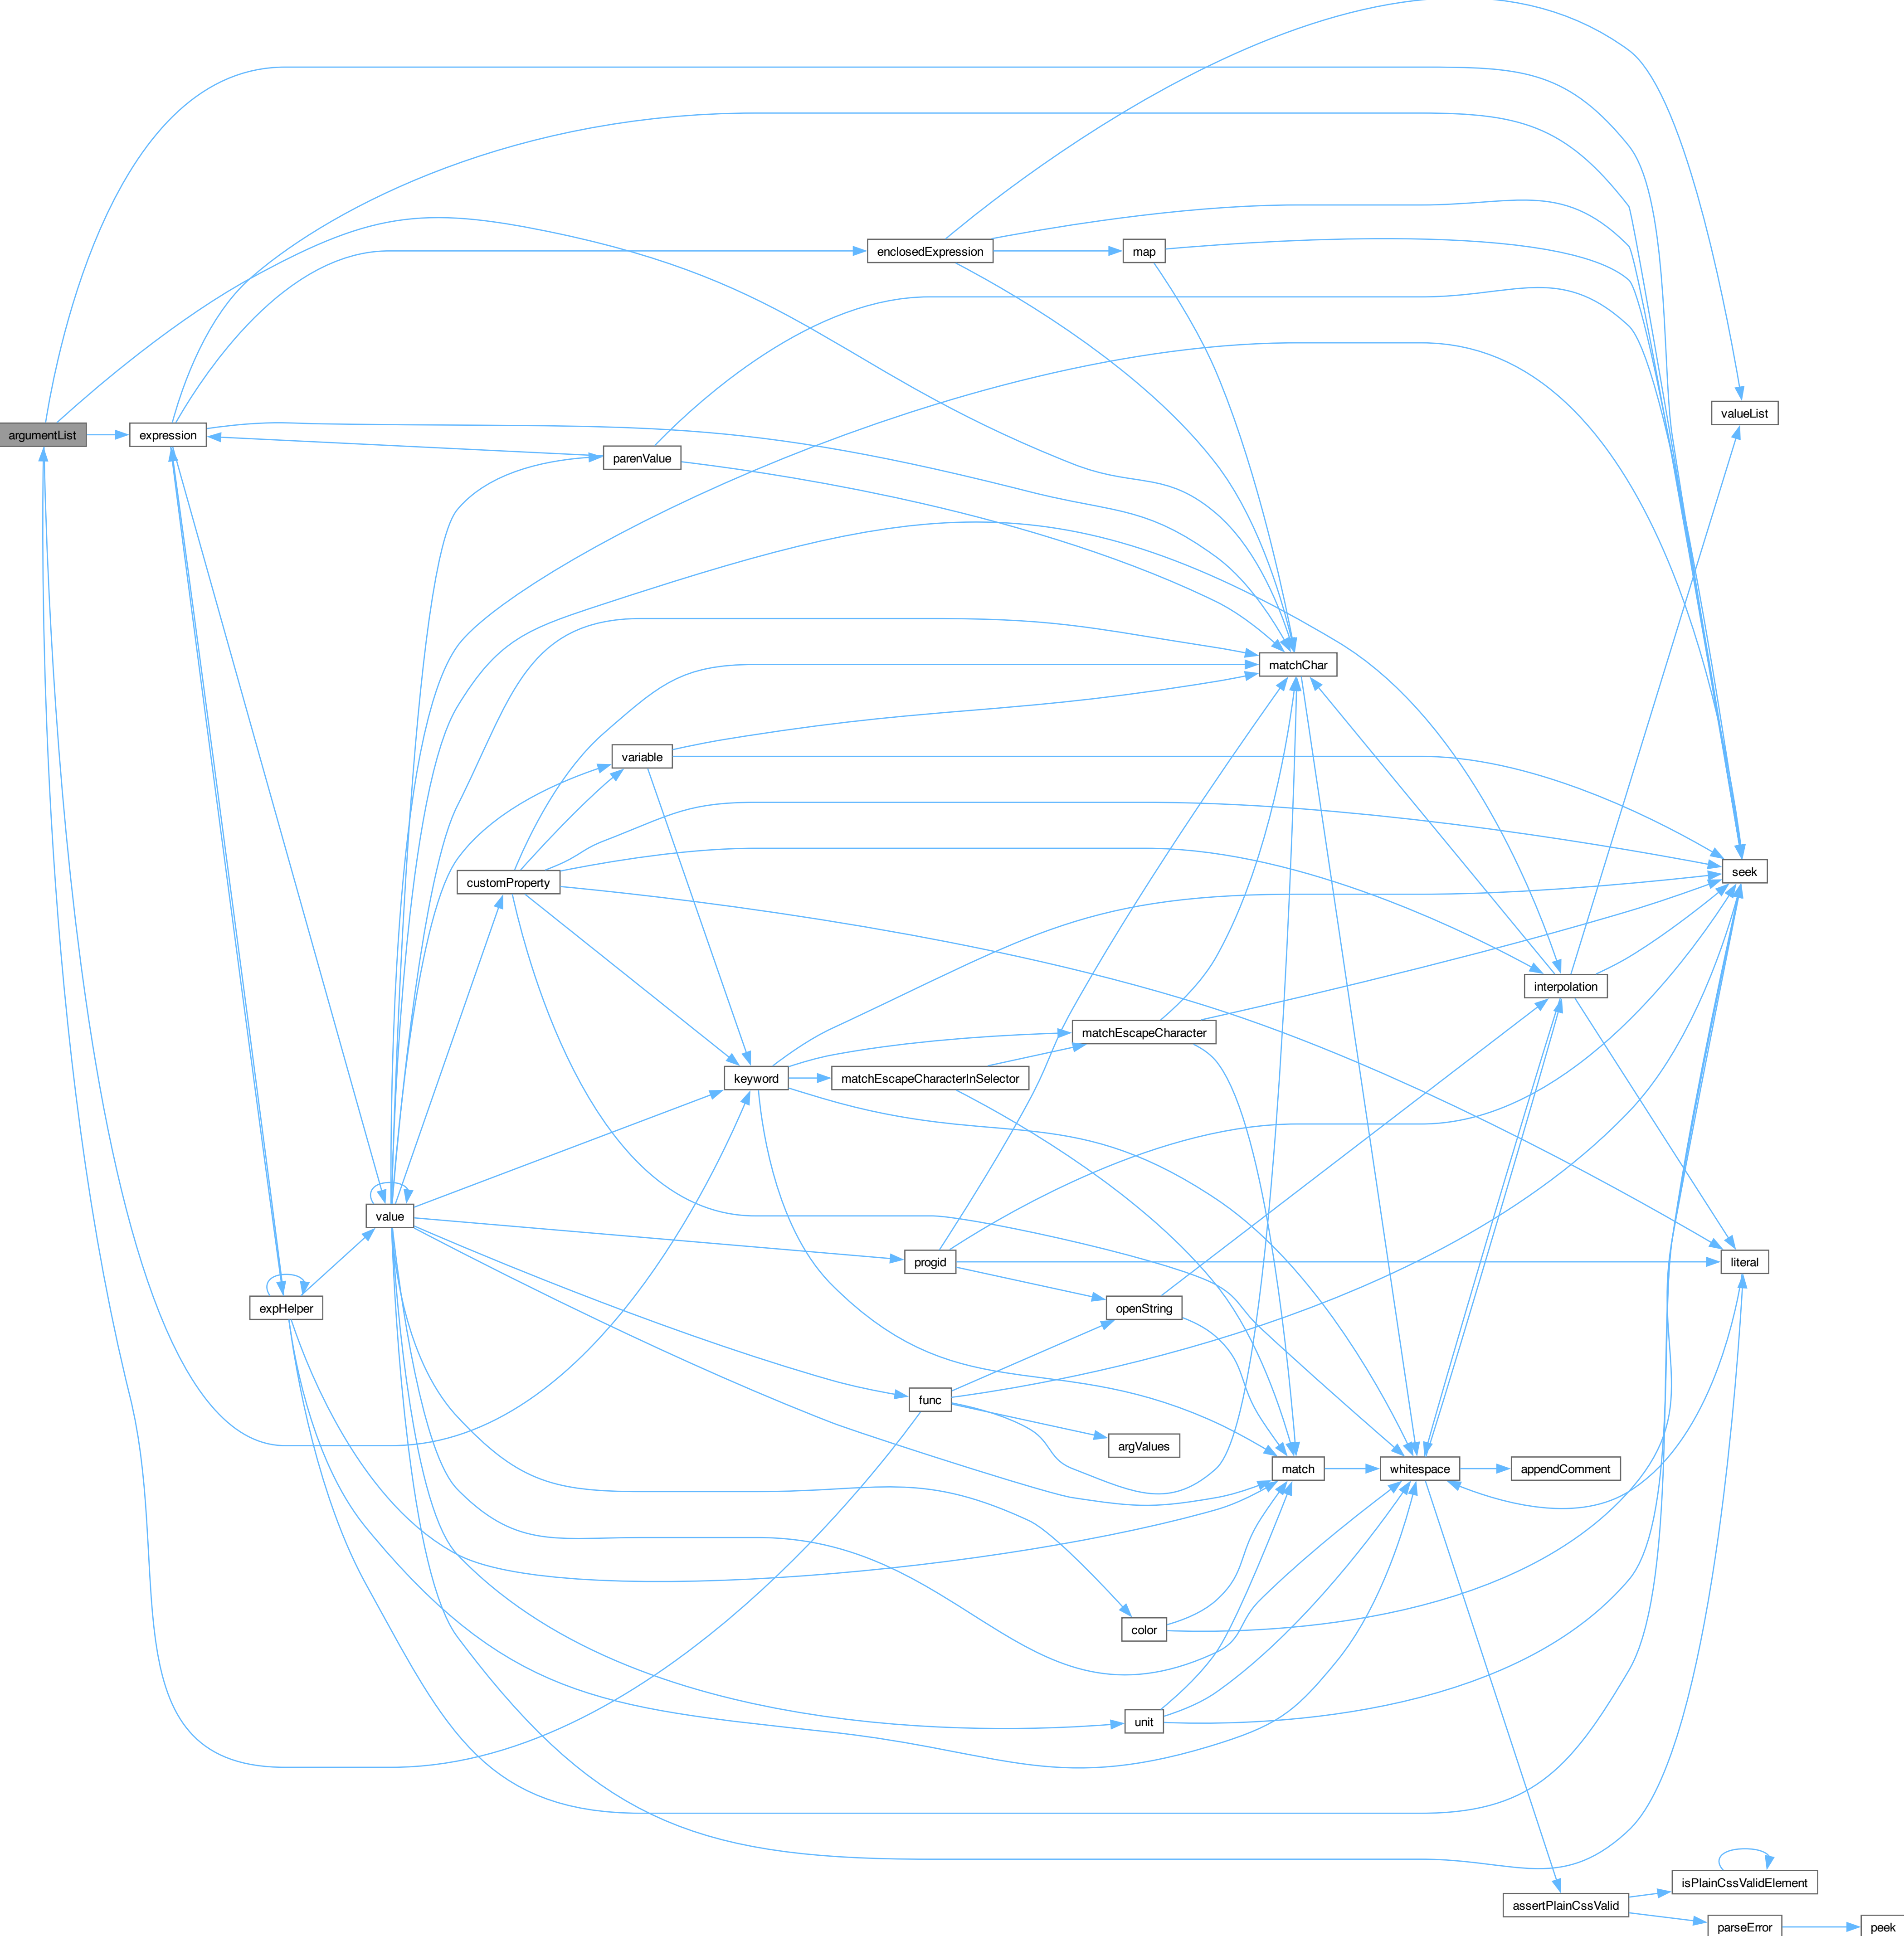 enclosedExpression
map
valueList
argumentList
expression
parenValue
matchChar
variable
seek
customProperty
interpolation
matchEscapeCharacter
keyword
matchEscapeCharacterInSelector
value
progid
literal
expHelper
openString
func
argValues
match
whitespace
appendComment
color
unit
isPlainCssValidElement
assertPlainCssValid
parseError
peek